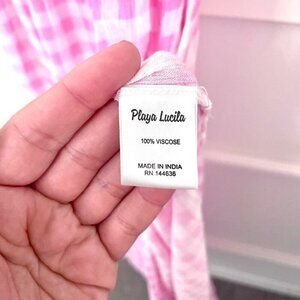 Playa Lucila
100% VISCOSE
MADE IN INDIA
RN 144636